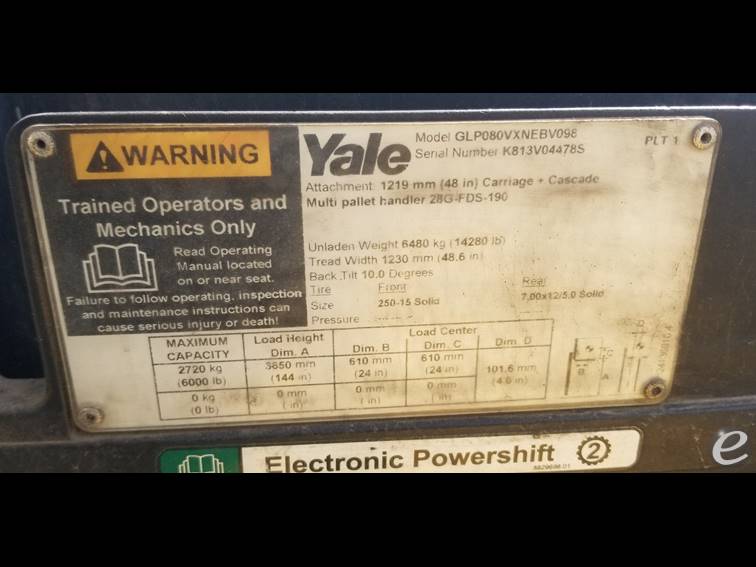 WARNING
Trained Operators and
Mechanics Only
Read Operating
Manual located
on or near seat.
Failure to follow operating, inspection
and maintenance instructions can
cause serious injury or death!
Yale
Model GLP080VXNEBV098
Serial Number K813V04478S
PLT 1
Attachment: 1219 mm (48 in) Carriage + Cascade
Multi pallet handler 28G-FDS-190
Unladen Weight 6480 kg (14280 lb)
Tread Width 1230 mm (48.6 in)
Back Tilt 10.0 Degrees
Tire Front Rear
Size 250-15 Solid 7.00x12/5.0 Solid
Pressure
MAXIMUM CAPACITY Load Height Dim. A Load Center Dim. B Dim. C Dim. D
2720 kg 3650 mm 610 mm 610 mm 101.6 mm
(6000 lb) (144 in) (24 in) (24 in) (4.0 in)
0 kg 0 mm 0 mm 0 mm
(0 lb) ( in) ( in) ( in)
B
C
A
D
Electronic Powershift 2
e